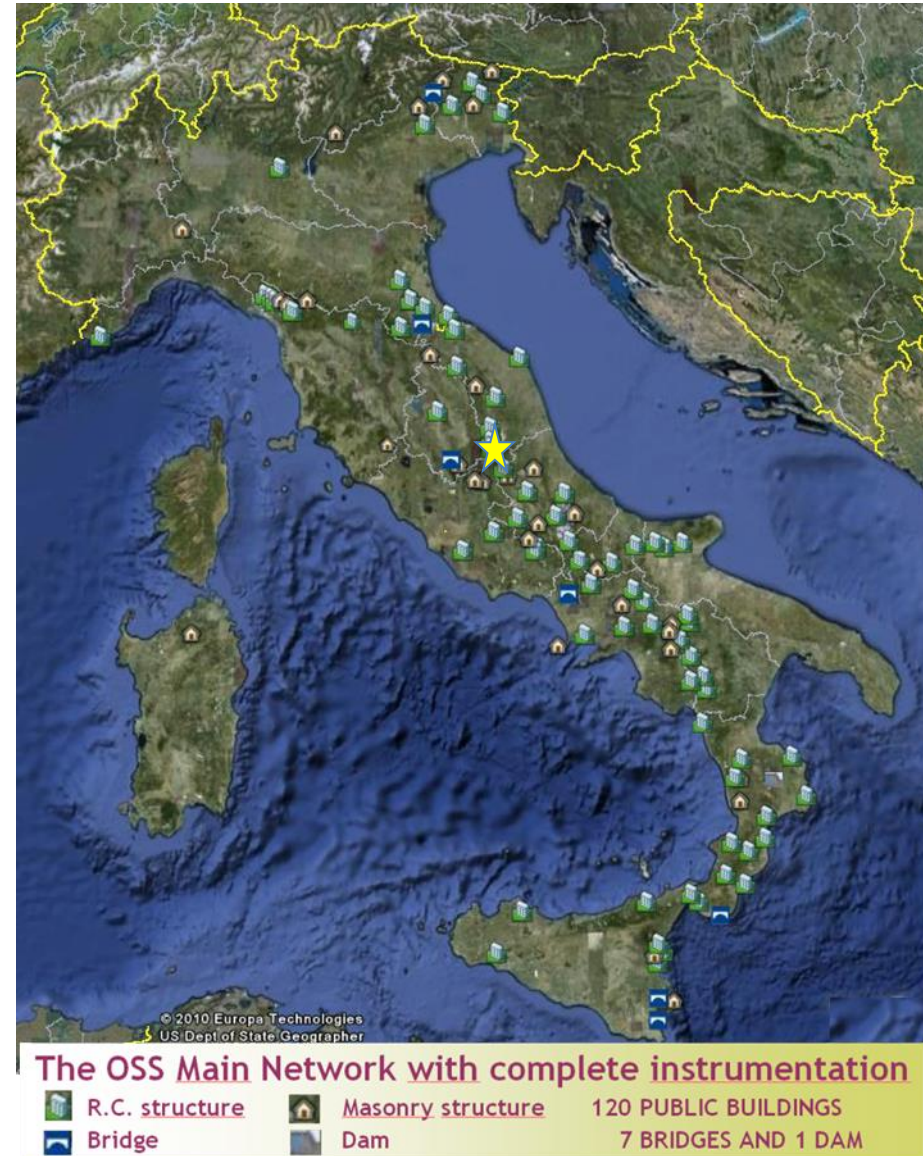 © 2010 Europa Technologies
US Dept of State Geographer
The OSS Main Network with complete instrumentation
R.C. structure Masonry structure 120 PUBLIC BUILDINGS
Bridge Dam 7 BRIDGES AND 1 DAM